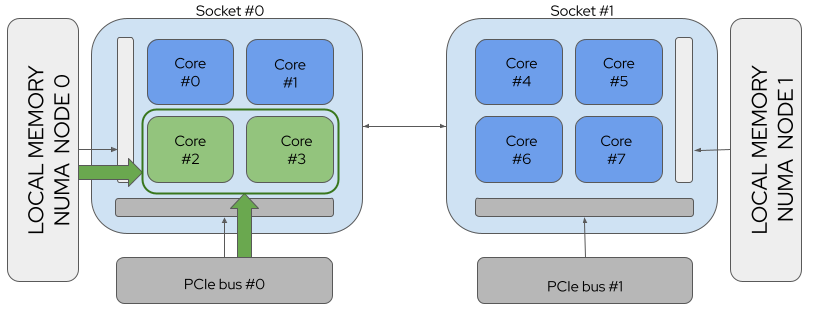 Socket #0
Socket #1
LOCAL MEMORY
NUMA NODE 0
Core
#0
Core
#1
Core
#2
Core
#3
PCIe bus #0
Core
#4
Core
#5
Core
#6
Core
#7
PCIe bus #1
LOCAL MEMORY
NUMA NODE 1